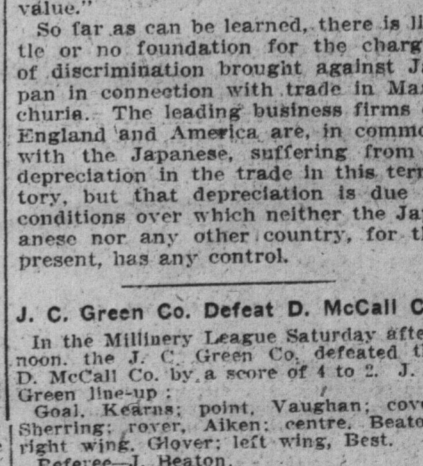 value."
So far as can be learned, there is li
tle or no foundation for the charg
of discrimination brought against J
pan in connection with trade in Ma
churia. The leading business firms
England and America are, in commo
with the Japanese, suffering from
depreciation in the trade in this terr
tory, but that depreciation is due
conditions over which neither the Ja
anese nor any other country, for t
present, has any control.
J. C. Green Co. Defeat D. McCall C
In the Millinery League Saturday afte
noon. the J. C. Green Co. defeated th
D. McCall Co. by a score of 4 to 2. J.
Green line-up :
Goal, Kearns; point, Vaughan; cove
Sherring; rover, Aiken; centre, Beato
right wing, Glover; left wing, Best.
Referee—J. Beaton.